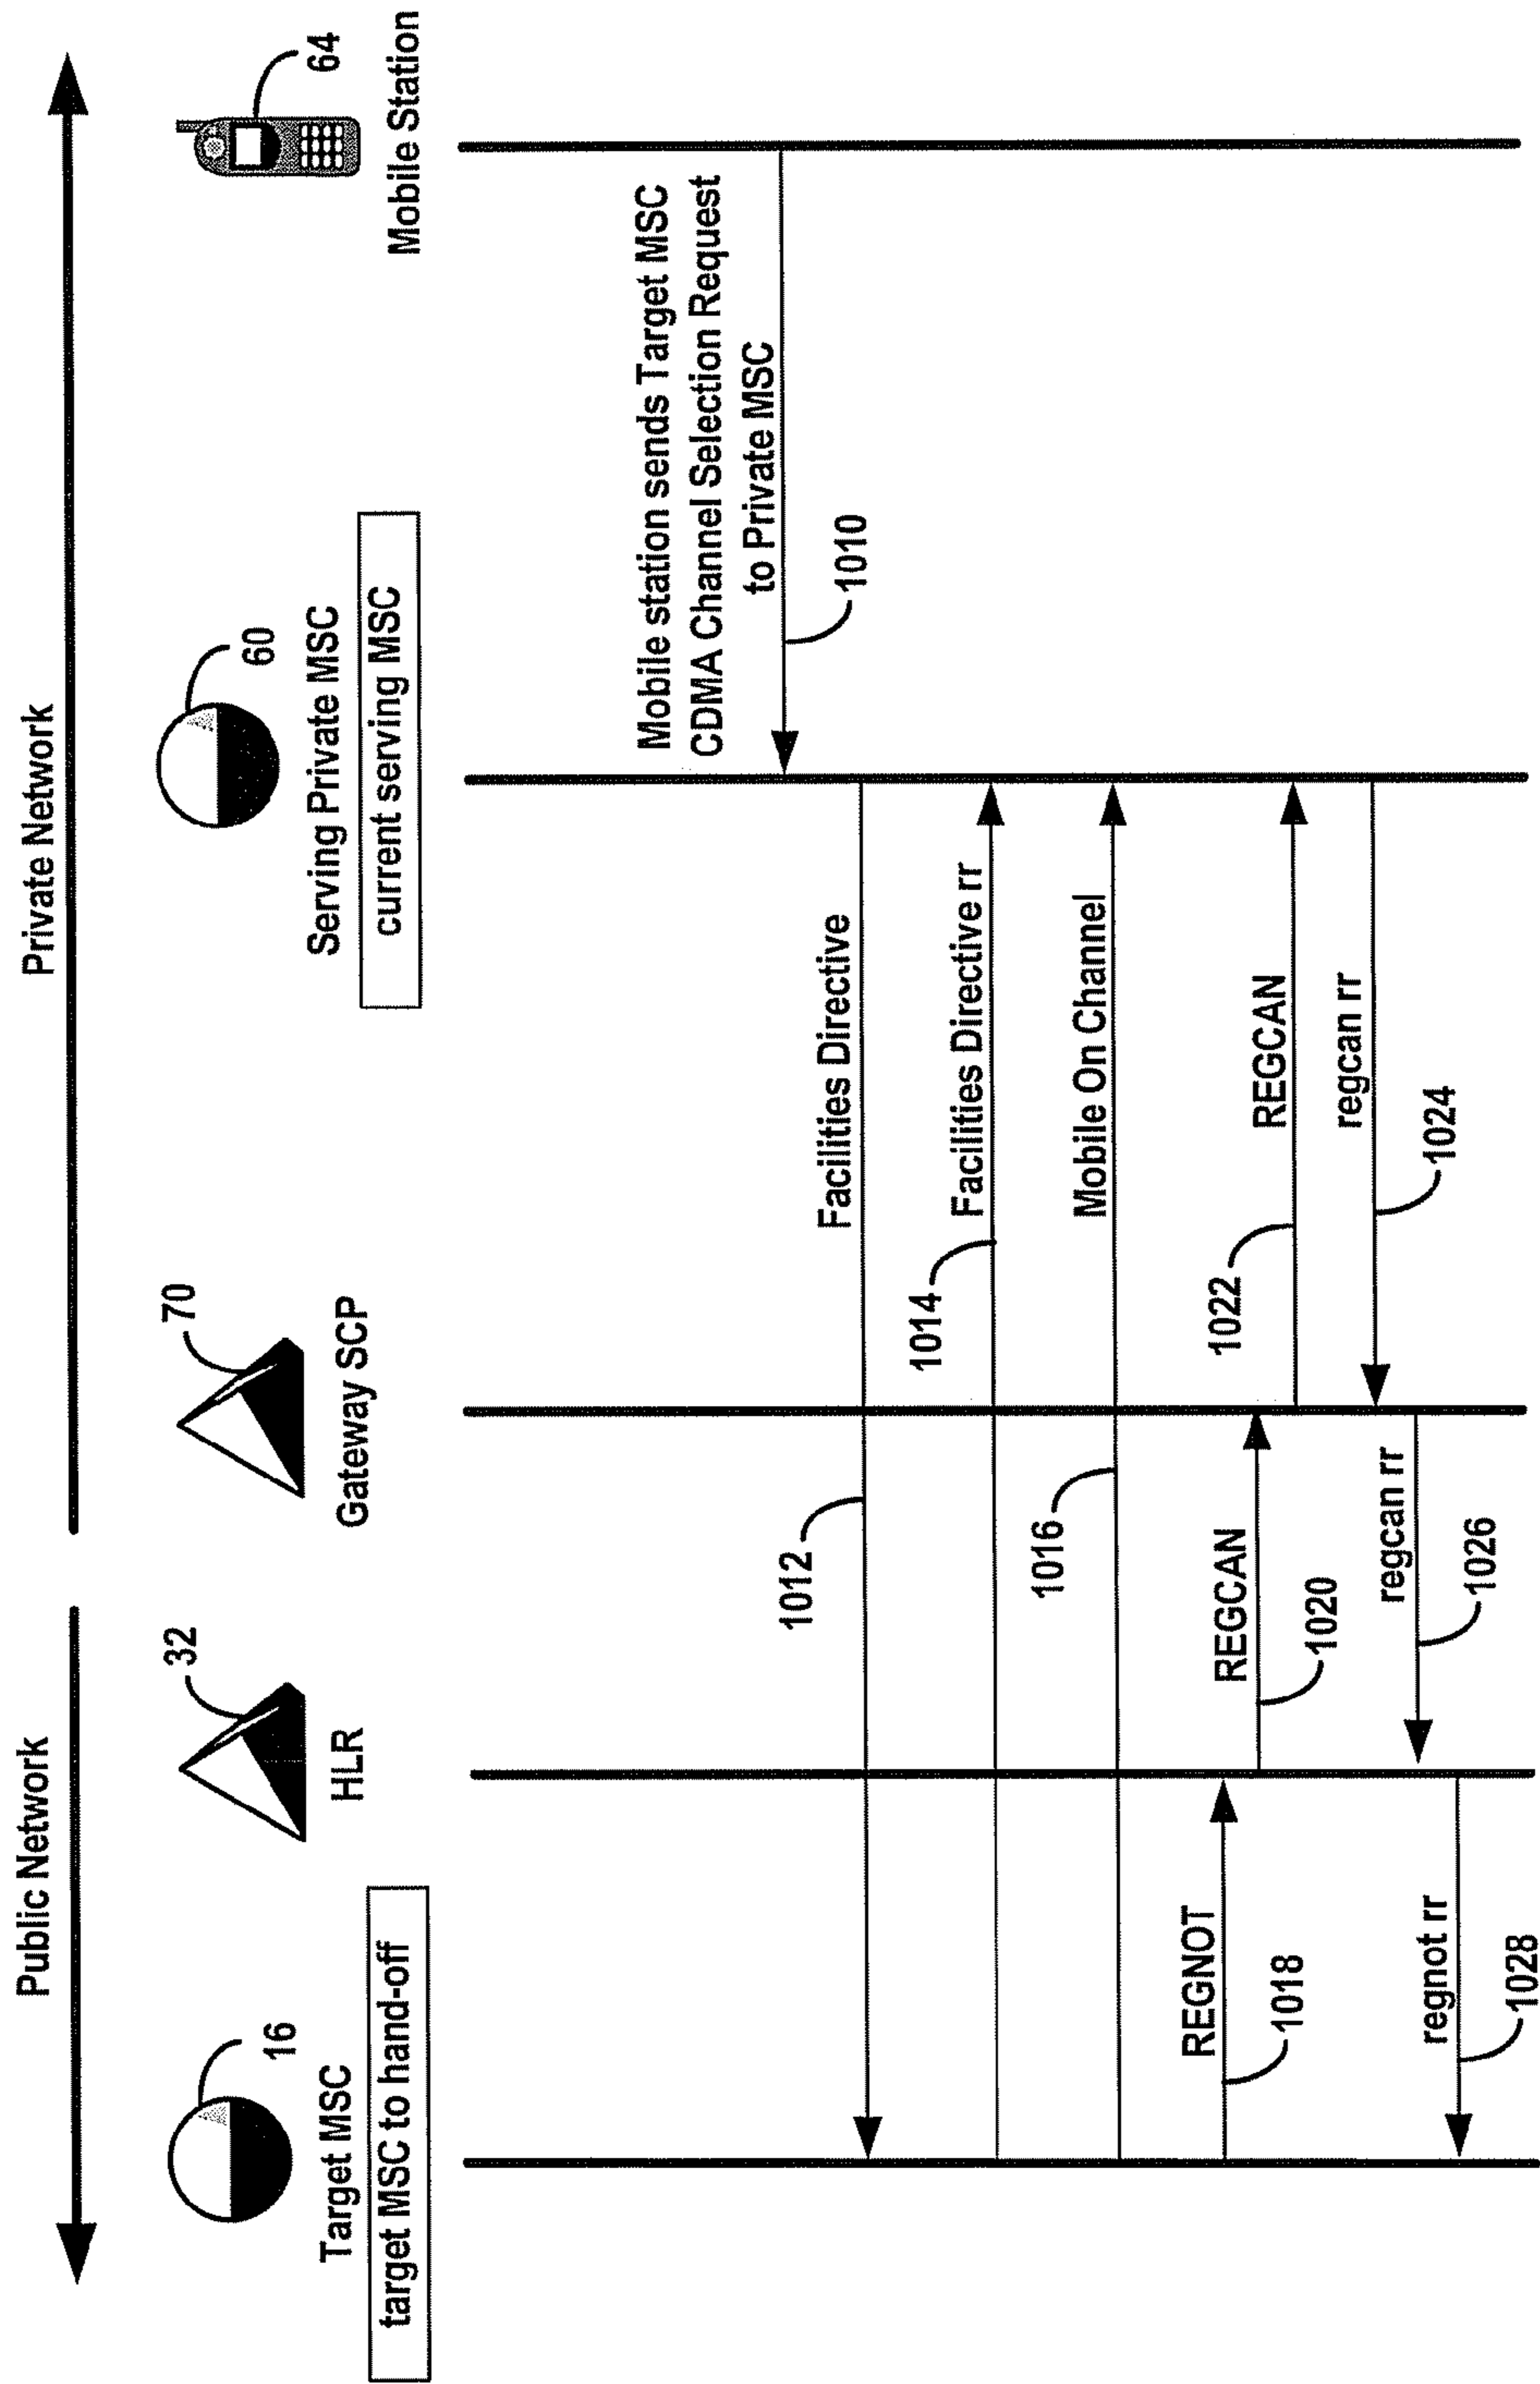 Public Network
Private Network
16
32
70
60
64
Target MSC
HLR
Gateway SCP
Serving Private MSC
Mobile Station
target MSC to hand-off
current serving MSC
Mobile station sends Target MSC
CDMA Channel Selection Request
to Private MSC
1010
Facilities Directive
1012
Facilities Directive rr
1014
Mobile On Channel
1016
REGNOT
1018
REGCAN
1020
REGCAN
1022
regcan rr
1024
regcan rr
1026
regnot rr
1028